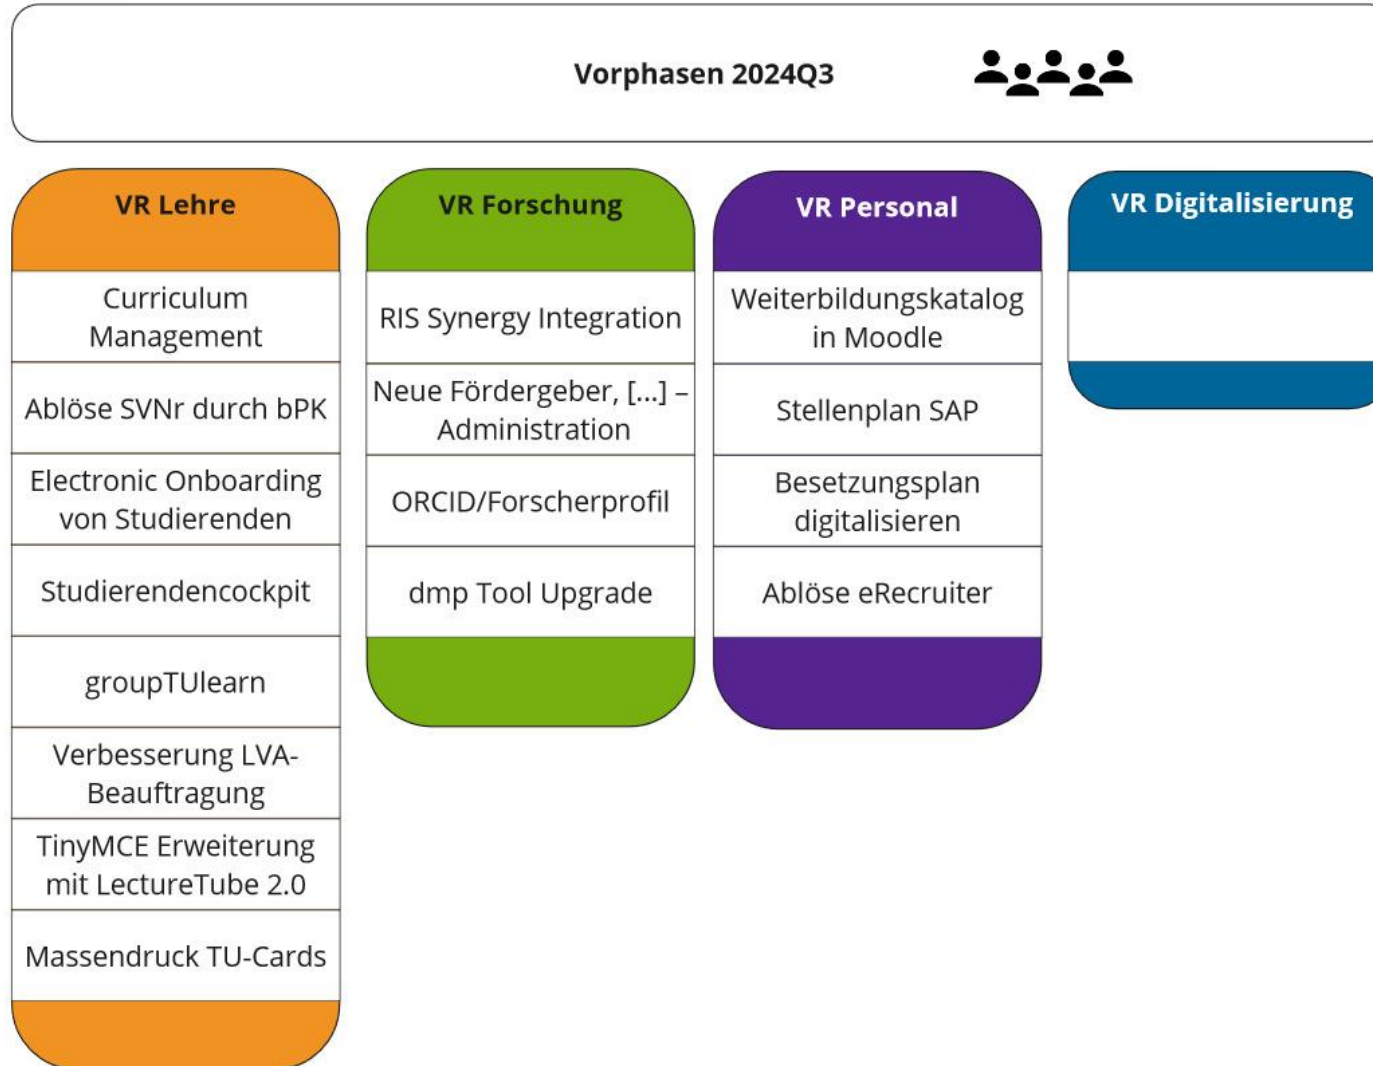 Vorphasen 2024Q3
VR Lehre
Curriculum
Management
Ablöse SVNr durch bPK
Electronic Onboarding
von Studierenden
Studierendencockpit
groupTUlearn
Verbesserung LVA-
Beauftragung
TinyMCE Erweiterung
mit LectureTube 2.0
Massendruck TU-Cards
VR Forschung
RIS Synergy Integration
Neue Fördergeber, [...] –
Administration
ORCID/Forscherprofil
dmp Tool Upgrade
VR Personal
Weiterbildungskatalog
in Moodle
Stellenplan SAP
Besetzungsplan
digitalisieren
Ablöse eRecruiter
VR Digitalisierung